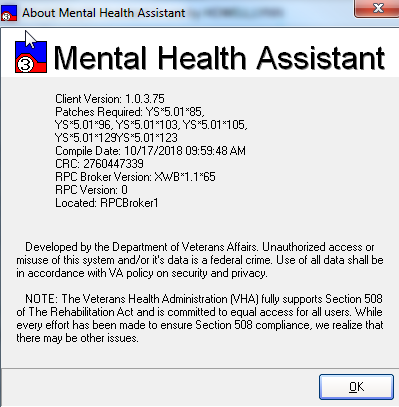 About Mental Health Assistant
3
Mental Health Assistant
Client Version: 1.0.3.75
Patches Required: YS*5.01*85,
YS*5.01*96, YS*5.01*103, YS*5.01*105,
YS*5.01*129YS*5.01*123
Compile Date: 10/17/2018 09:59:48 AM
CRC: 2760447339
RPC Broker Version: XWB*1.1*65
RPC Version: 0
Located: RPCBroker1
Developed by the Department of Veterans Affairs. Unauthorized access or
misuse of this system and/or it's data is a federal crime. Use of all data shall be
in accordance with VA policy on security and privacy.
NOTE: The Veterans Health Administration (VHA) fully supports Section 508
of The Rehabilitation Act and is committed to equal access for all users. While
every effort has been made to ensure Section 508 compliance, we realize that
there may be other issues.
OK